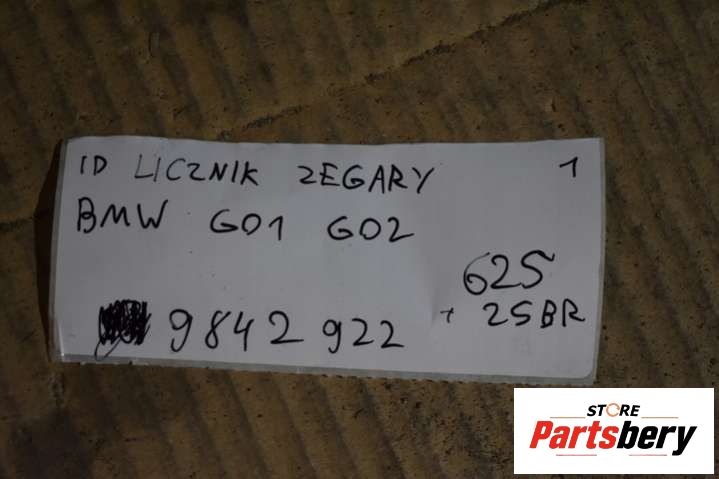 ID LICZNIK ZEGARY 1
BMW G01 G02
625
9842922 + 25BR
STORE
Partsbery